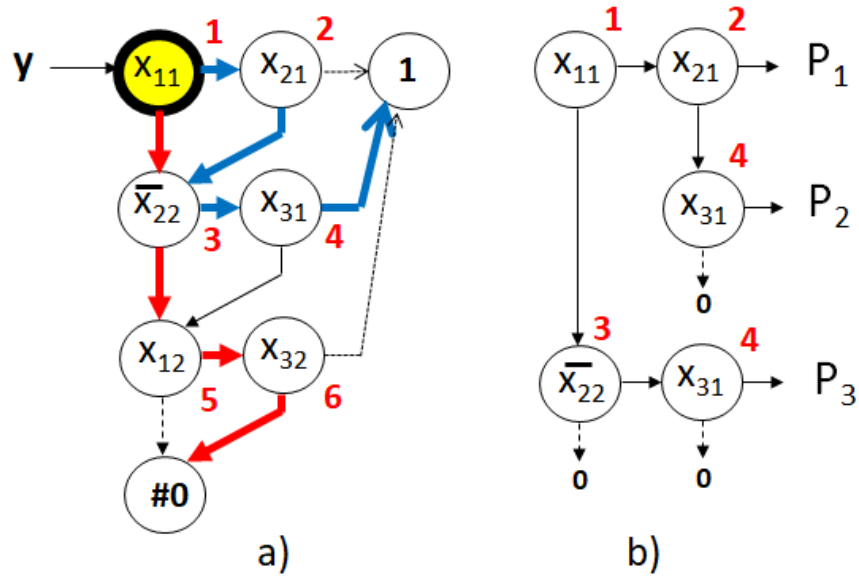 1 2 1 2
y x₁₁ x₂₁ 1 x₁₁ x₂₁ P₁
4
x̅₂₂ x₃₁ x₃₁ P₂
3 4
0
3 4
x₁₂ x₃₂ x̅₂₂ x₃₁ P₃
5 6
0 0
#0
a) b)